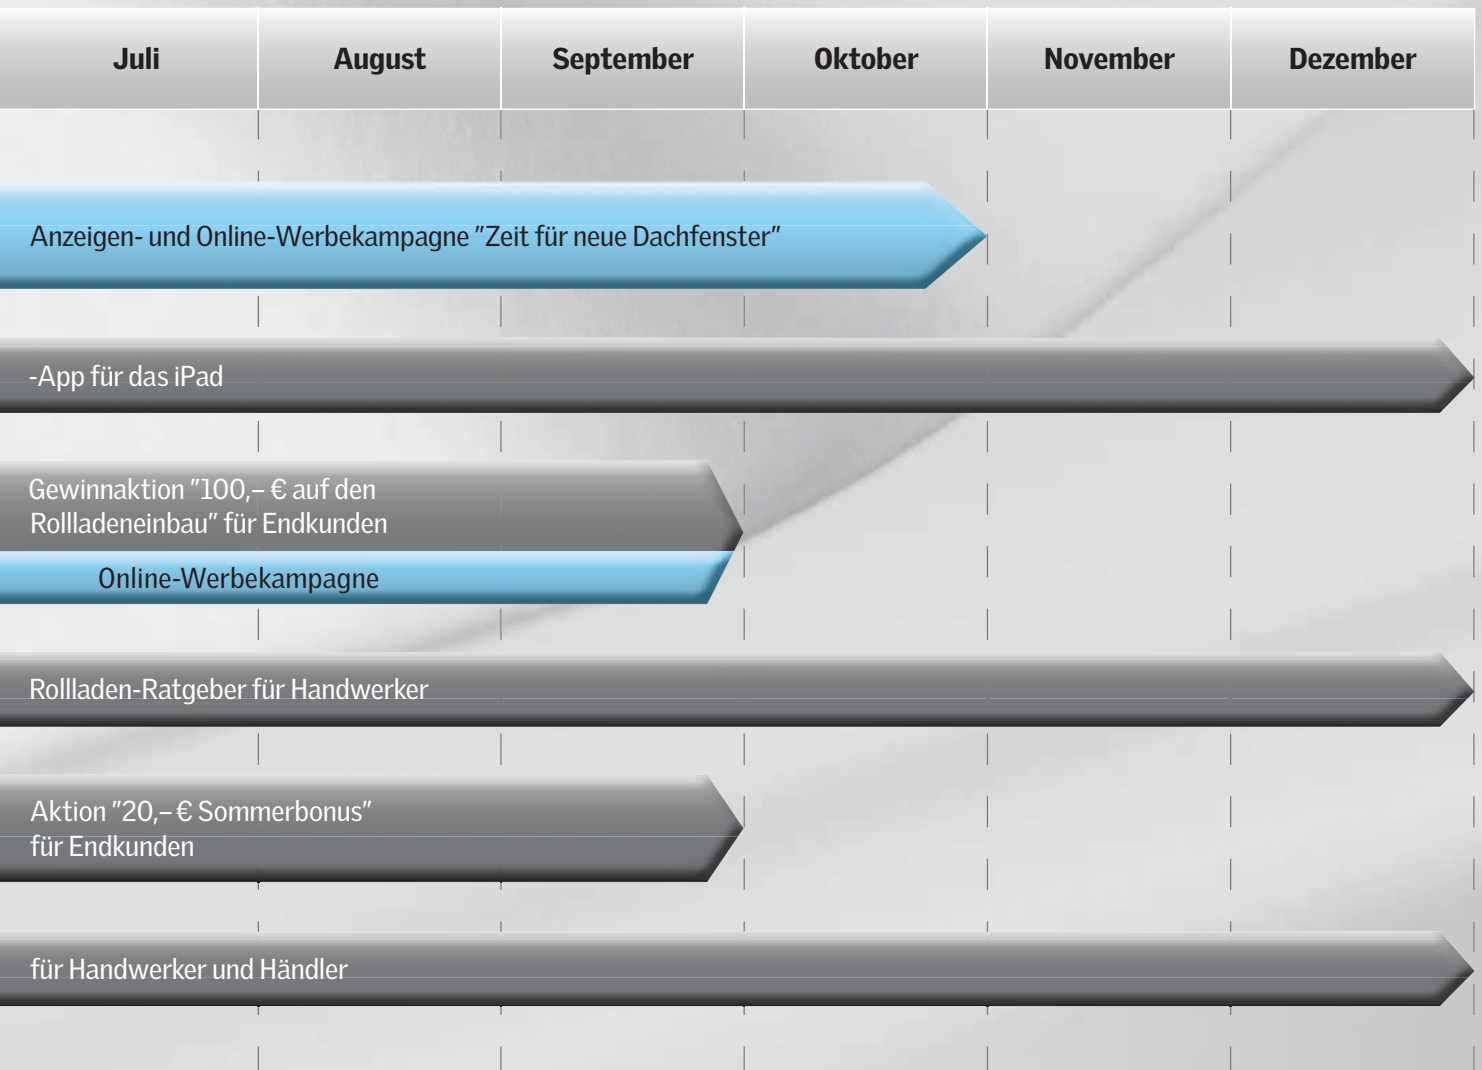 Juli August September Oktober November Dezember
Anzeigen- und Online-Werbekampagne "Zeit für neue Dachfenster"
-App für das iPad
Gewinnaktion "100,– € auf den
Rollladeneinbau" für Endkunden
Online-Werbekampagne
Rollladen-Ratgeber für Handwerker
Aktion "20,– € Sommerbonus"
für Endkunden
für Handwerker und Händler